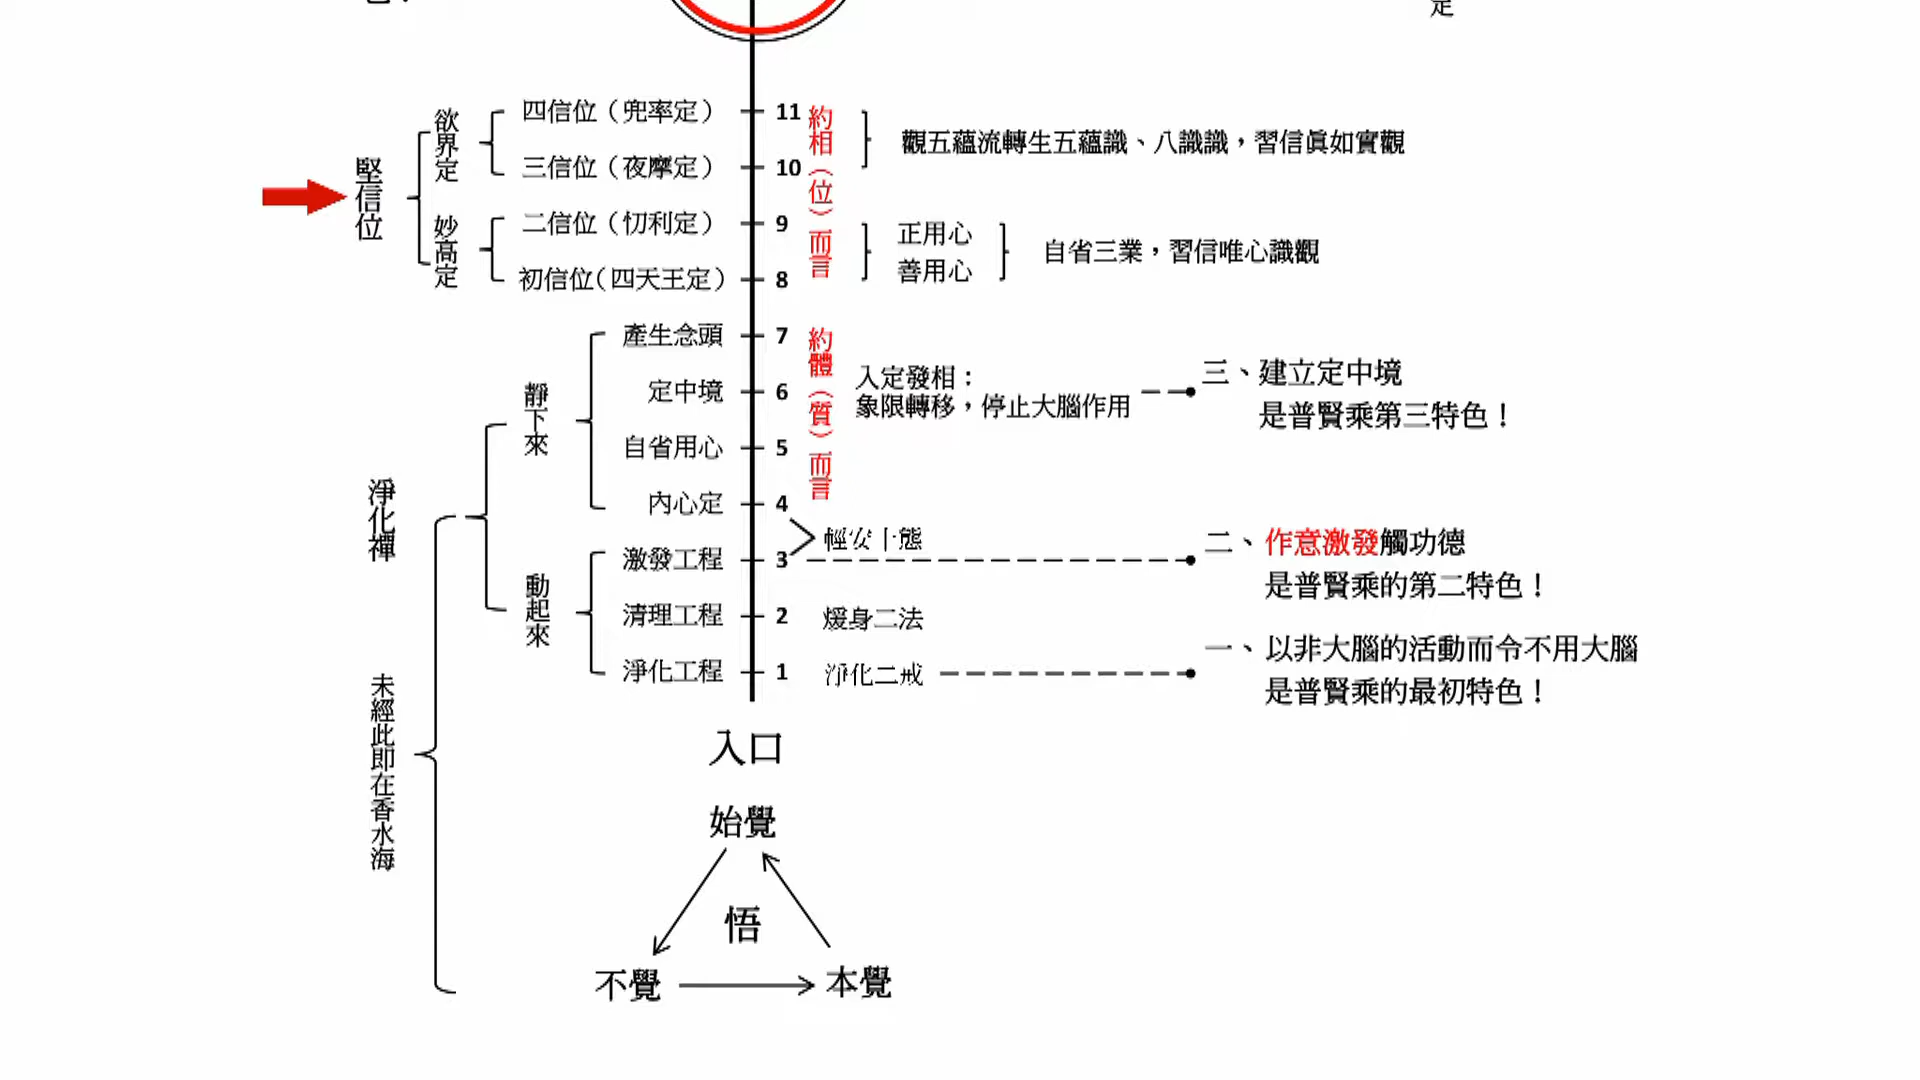 定
堅信位
欲界定
四信位（兜率定）
11
三信位（夜摩定）
10
妙高定
二信位（忉利定）
9
初信位（四天王定）
8
約相（位）而言
觀五蘊流轉生五蘊識、八識識，習信眞如實觀
正用心
善用心
自省三業，習信唯心識觀
淨化禪
靜下來
產生念頭
7
定中境
6
自省用心
5
內心定
4
約體（質）而言
入定發相：
象限轉移，停止大腦作用
三、建立定中境
是普賢乘第三特色！
動起來
激發工程
3
清理工程
2
淨化工程
1
輕安十態
二、作意激發觸功德
是普賢乘的第二特色！
煖身二法
淨化二戒
一、以非大腦的活動而令不用大腦
是普賢乘的最初特色！
未經此即在香水海
入口
始覺
悟
不覺
本覺